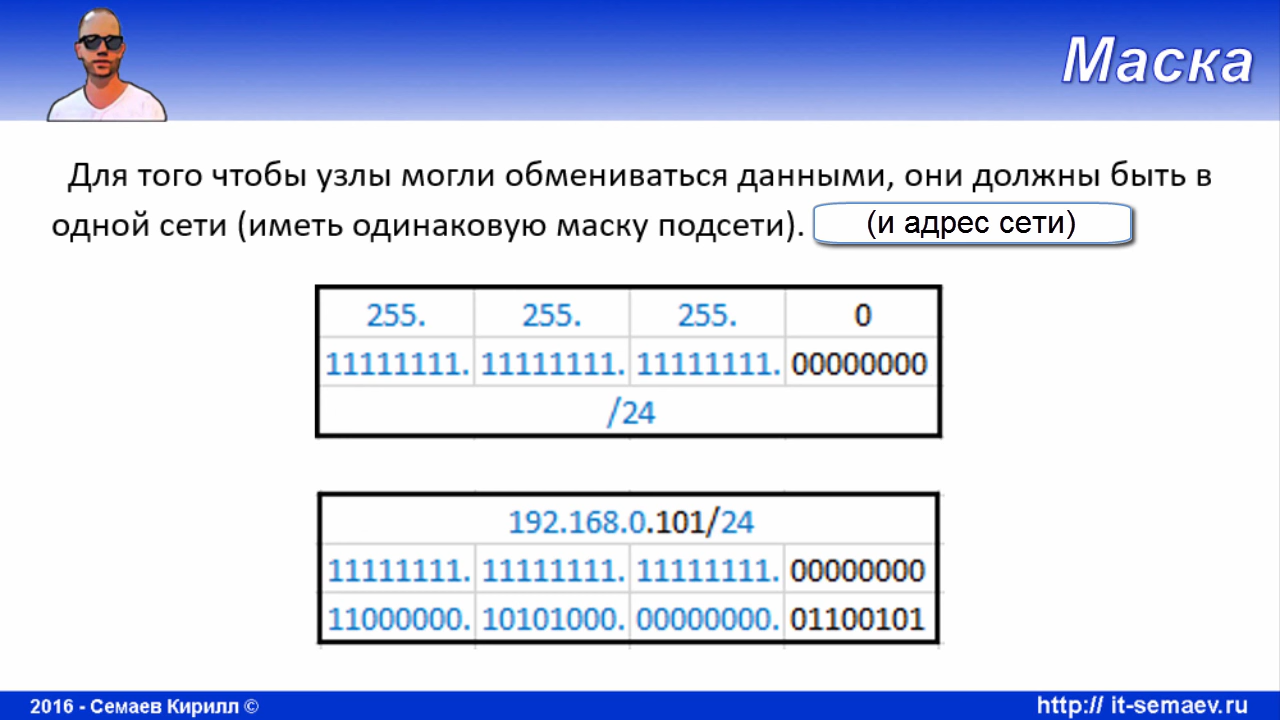 Маска
Для того чтобы узлы могли обмениваться данными, они должны быть в
одной сети (иметь одинаковую маску подсети). (и адрес сети)
255. 255. 255. 0
11111111. 11111111. 11111111. 00000000
/24
192.168.0.101/24
11111111. 11111111. 11111111. 00000000
11000000. 10101000. 00000000. 01100101
2016 - Семаев Кирилл © http:// it-semaev.ru